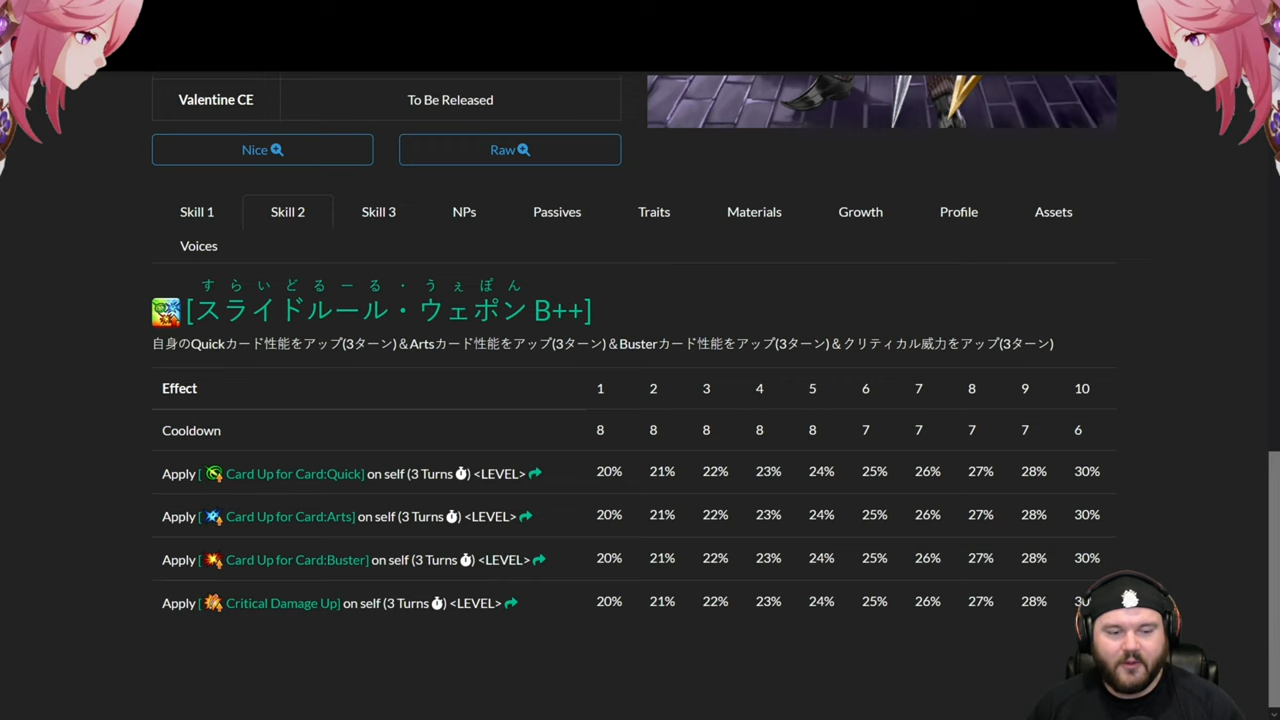 Valentine CE To Be Released
Nice Raw
Skill 1 Skill 2 Skill 3 NPs Passives Traits Materials Growth Profile Assets
Voices
すらいどるーる・うぇぽん
[スライドルール・ウェポン B++]
自身のQuickカード性能をアップ(3ターン)＆Artsカード性能をアップ(3ターン)＆Busterカード性能をアップ(3ターン)＆クリティカル威力をアップ(3ターン)
Effect 1 2 3 4 5 6 7 8 9 10
Cooldown 8 8 8 8 8 7 7 7 7 6
Apply [ Card Up for Card:Quick] on self (3 Turns ) <LEVEL> 20% 21% 22% 23% 24% 25% 26% 27% 28% 30%
Apply [ Card Up for Card:Arts] on self (3 Turns ) <LEVEL> 20% 21% 22% 23% 24% 25% 26% 27% 28% 30%
Apply [ Card Up for Card:Buster] on self (3 Turns ) <LEVEL> 20% 21% 22% 23% 24% 25% 26% 27% 28% 30%
Apply [ Critical Damage Up] on self (3 Turns ) <LEVEL> 20% 21% 22% 23% 24% 25% 26% 27% 28%